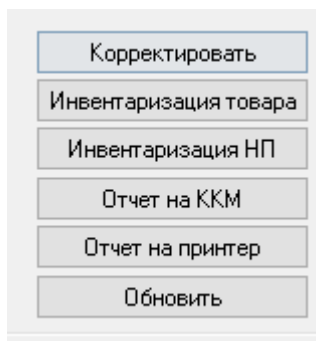 Корректировать
Инвентаризация товара
Инвентаризация НП
Отчет на ККМ
Отчет на принтер
Обновить